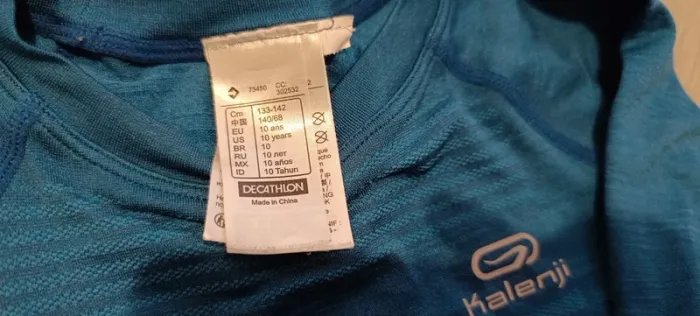 73450 CC: 2
302532
Cm 133-142
中国 140/68
EU 10 ans
US 10 years
BR 10
RU 10 лет
MX 10 años
ID 10 Tahun
DECATHLON
Made in China
Kalenji